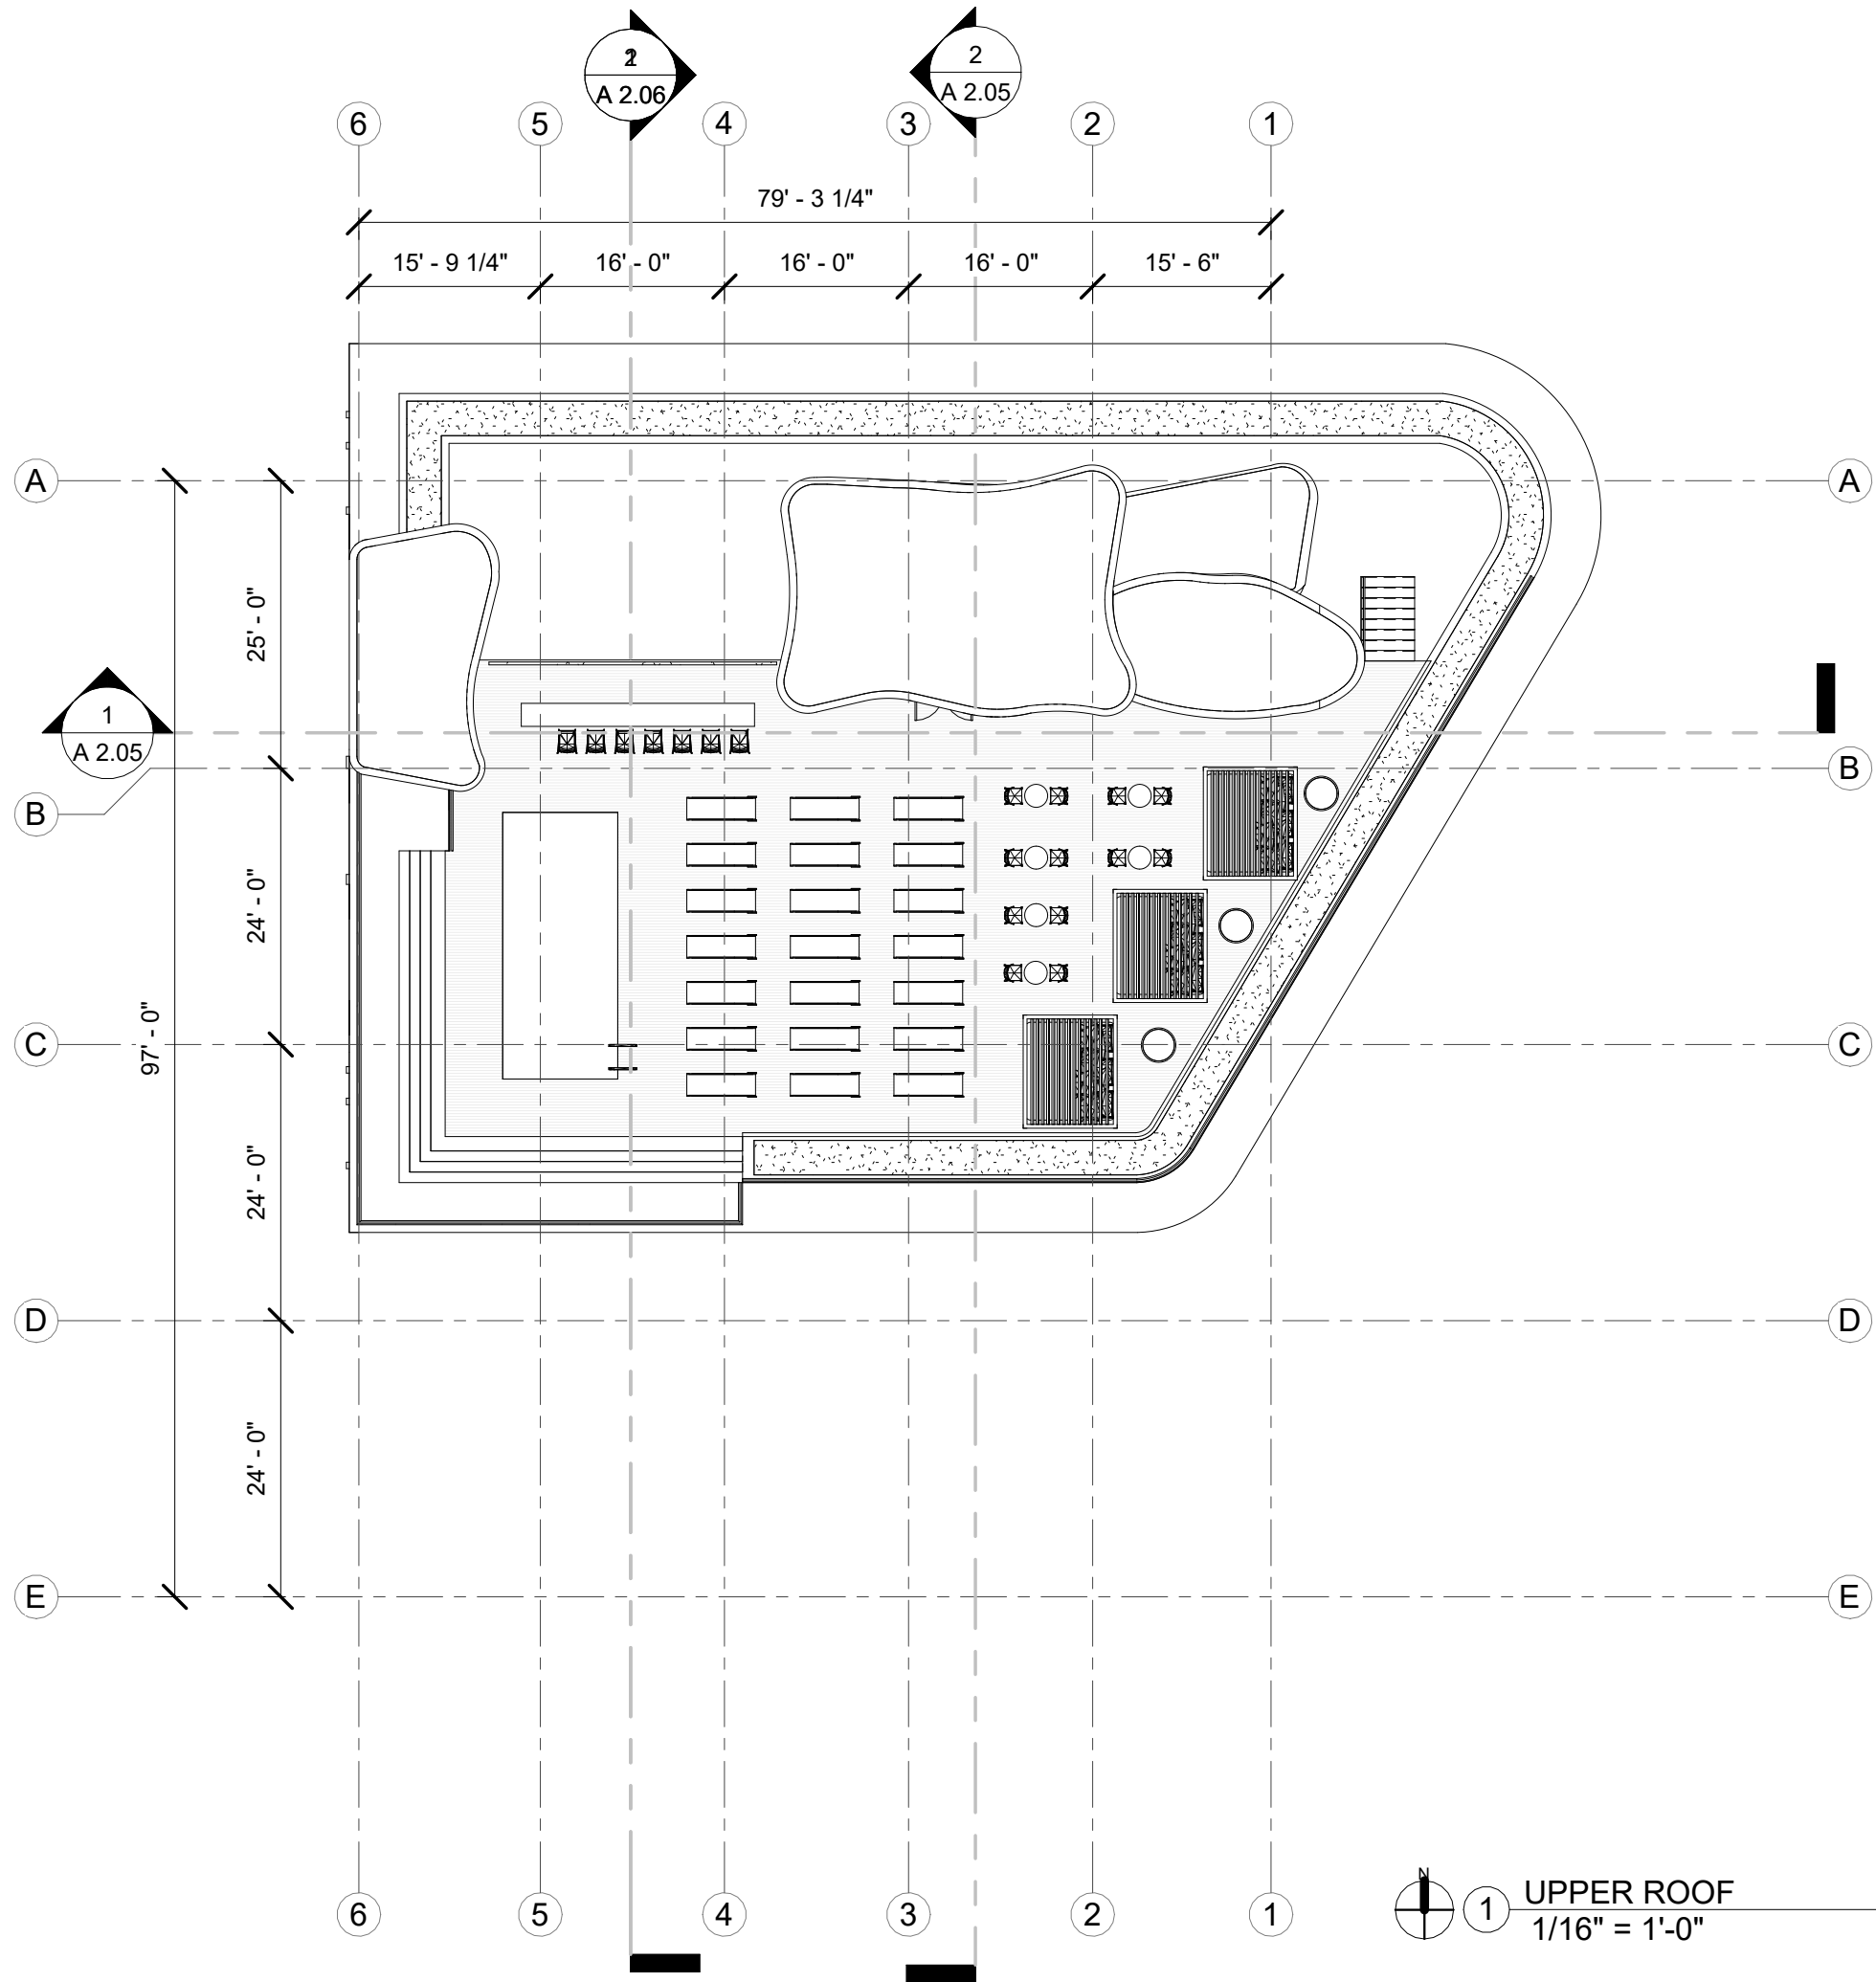 2
A 2.06
2
A 2.05
6 5 4 3 2 1
79' - 3 1/4"
15' - 9 1/4" 16' - 0" 16' - 0" 16' - 0" 15' - 6"
A A
25' - 0"
1
A 2.05
B
B
24' - 0"
97' - 0"
C C
24' - 0"
D D
24' - 0"
E E
6 5 4 3 2 1
N
1 UPPER ROOF
1/16" = 1'-0"